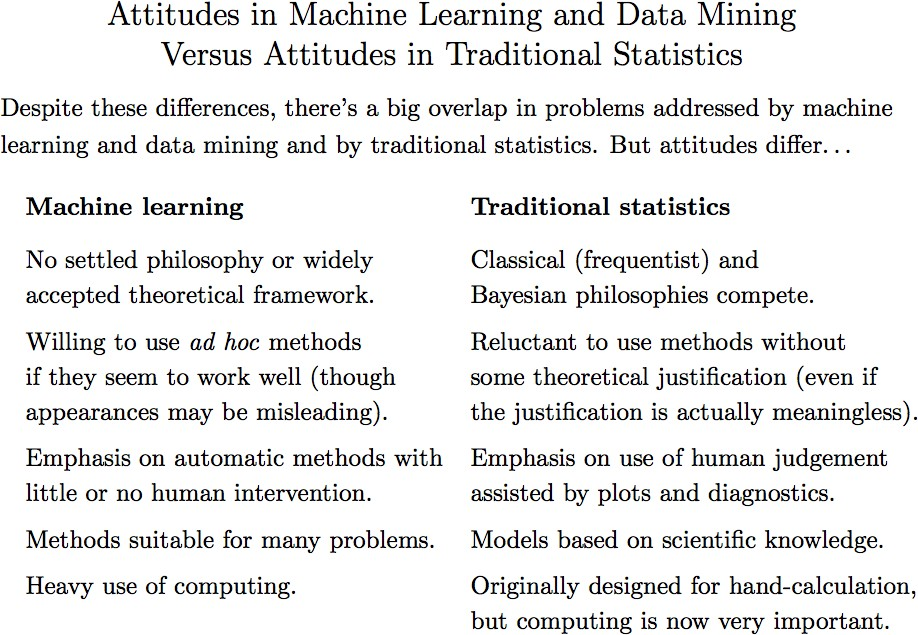 Attitudes in Machine Learning and Data Mining
Versus Attitudes in Traditional Statistics
Despite these differences, there's a big overlap in problems addressed by machine
learning and data mining and by traditional statistics. But attitudes differ...
Machine learning
No settled philosophy or widely
accepted theoretical framework.
Willing to use ad hoc methods
if they seem to work well (though
appearances may be misleading).
Emphasis on automatic methods with
little or no human intervention.
Methods suitable for many problems.
Heavy use of computing.
Traditional statistics
Classical (frequentist) and
Bayesian philosophies compete.
Reluctant to use methods without
some theoretical justification (even if
the justification is actually meaningless).
Emphasis on use of human judgement
assisted by plots and diagnostics.
Models based on scientific knowledge.
Originally designed for hand-calculation,
but computing is now very important.